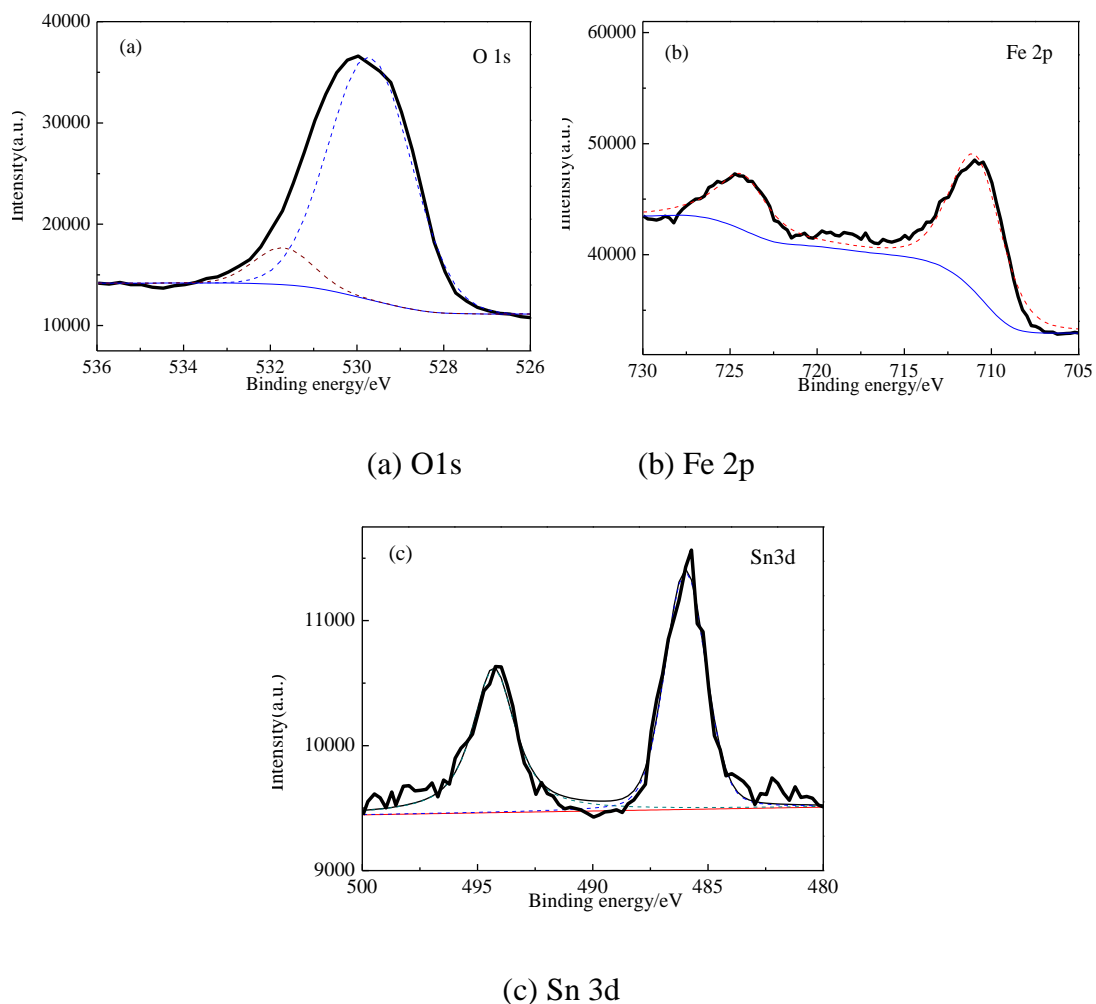 (a)
O 1s
40000
30000
20000
10000
536
534
532
530
528
526
Intensity(a.u.)
Binding energy/eV
(b)
Fe 2p
60000
50000
40000
730
725
720
715
710
705
Intensity(a.u.)
Binding energy/eV
(a) O1s
(b) Fe 2p
(c)
Sn3d
11000
10000
9000
500
495
490
485
480
Intensity(a.u.)
Binding energy/eV
(c) Sn 3d